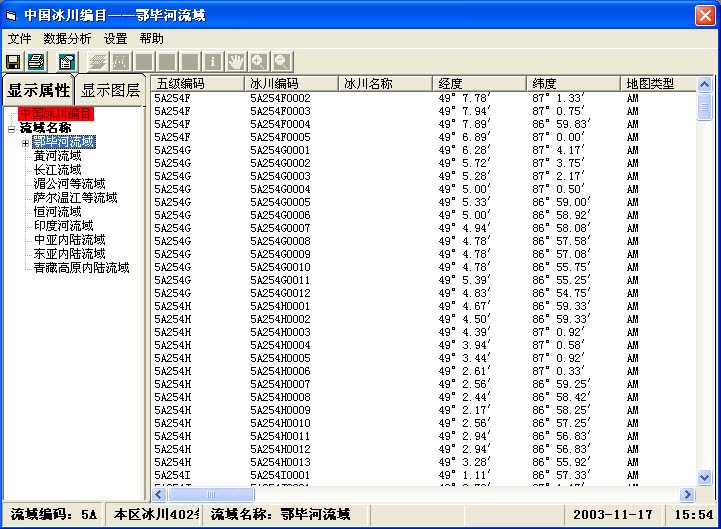 中国冰川编目——鄂毕河流域
文件 数据分析 设置 帮助
显示属性 显示图层
中国冰川编目
流域名称
鄂毕河流域
黄河流域
长江流域
湄公河等流域
萨尔温江等流域
恒河流域
印度河流域
中亚内陆流域
东亚内陆流域
青藏高原内陆流域
五级编码 冰川编码 冰川名称 经度 纬度 地图类型
5A254F 5A254F0002 49° 7.78′ 87° 1.33′ AM
5A254F 5A254F0003 49° 7.94′ 87° 0.75′ AM
5A254F 5A254F0004 49° 7.89′ 86° 59.83′ AM
5A254F 5A254F0005 49° 6.89′ 87° 0.00′ AM
5A254G 5A254G0001 49° 6.28′ 87° 4.17′ AM
5A254G 5A254G0002 49° 5.72′ 87° 3.75′ AM
5A254G 5A254G0003 49° 5.28′ 87° 2.17′ AM
5A254G 5A254G0004 49° 5.00′ 87° 0.50′ AM
5A254G 5A254G0005 49° 5.33′ 86° 59.00′ AM
5A254G 5A254G0006 49° 5.00′ 86° 58.92′ AM
5A254G 5A254G0007 49° 4.94′ 86° 58.08′ AM
5A254G 5A254G0008 49° 4.78′ 86° 57.58′ AM
5A254G 5A254G0009 49° 4.78′ 86° 57.08′ AM
5A254G 5A254G0010 49° 4.78′ 86° 55.75′ AM
5A254G 5A254G0011 49° 5.39′ 86° 55.25′ AM
5A254G 5A254G0012 49° 4.83′ 86° 54.75′ AM
5A254H 5A254H0001 49° 4.67′ 86° 59.33′ AM
5A254H 5A254H0002 49° 4.50′ 86° 59.33′ AM
5A254H 5A254H0003 49° 4.39′ 87° 0.92′ AM
5A254H 5A254H0004 49° 3.94′ 87° 0.58′ AM
5A254H 5A254H0005 49° 3.44′ 87° 0.92′ AM
5A254H 5A254H0006 49° 2.61′ 87° 0.33′ AM
5A254H 5A254H0007 49° 2.56′ 86° 59.25′ AM
5A254H 5A254H0008 49° 2.44′ 86° 58.42′ AM
5A254H 5A254H0009 49° 2.17′ 86° 58.25′ AM
5A254H 5A254H0010 49° 2.56′ 86° 57.25′ AM
5A254H 5A254H0011 49° 2.94′ 86° 56.83′ AM
5A254H 5A254H0012 49° 2.94′ 86° 56.83′ AM
5A254H 5A254H0013 49° 3.28′ 86° 55.92′ AM
5A254I 5A254I0001 49° 1.11′ 86° 57.33′ AM
流域编码: 5A 本区冰川402 流域名称: 鄂毕河流域 2003-11-17 15:54